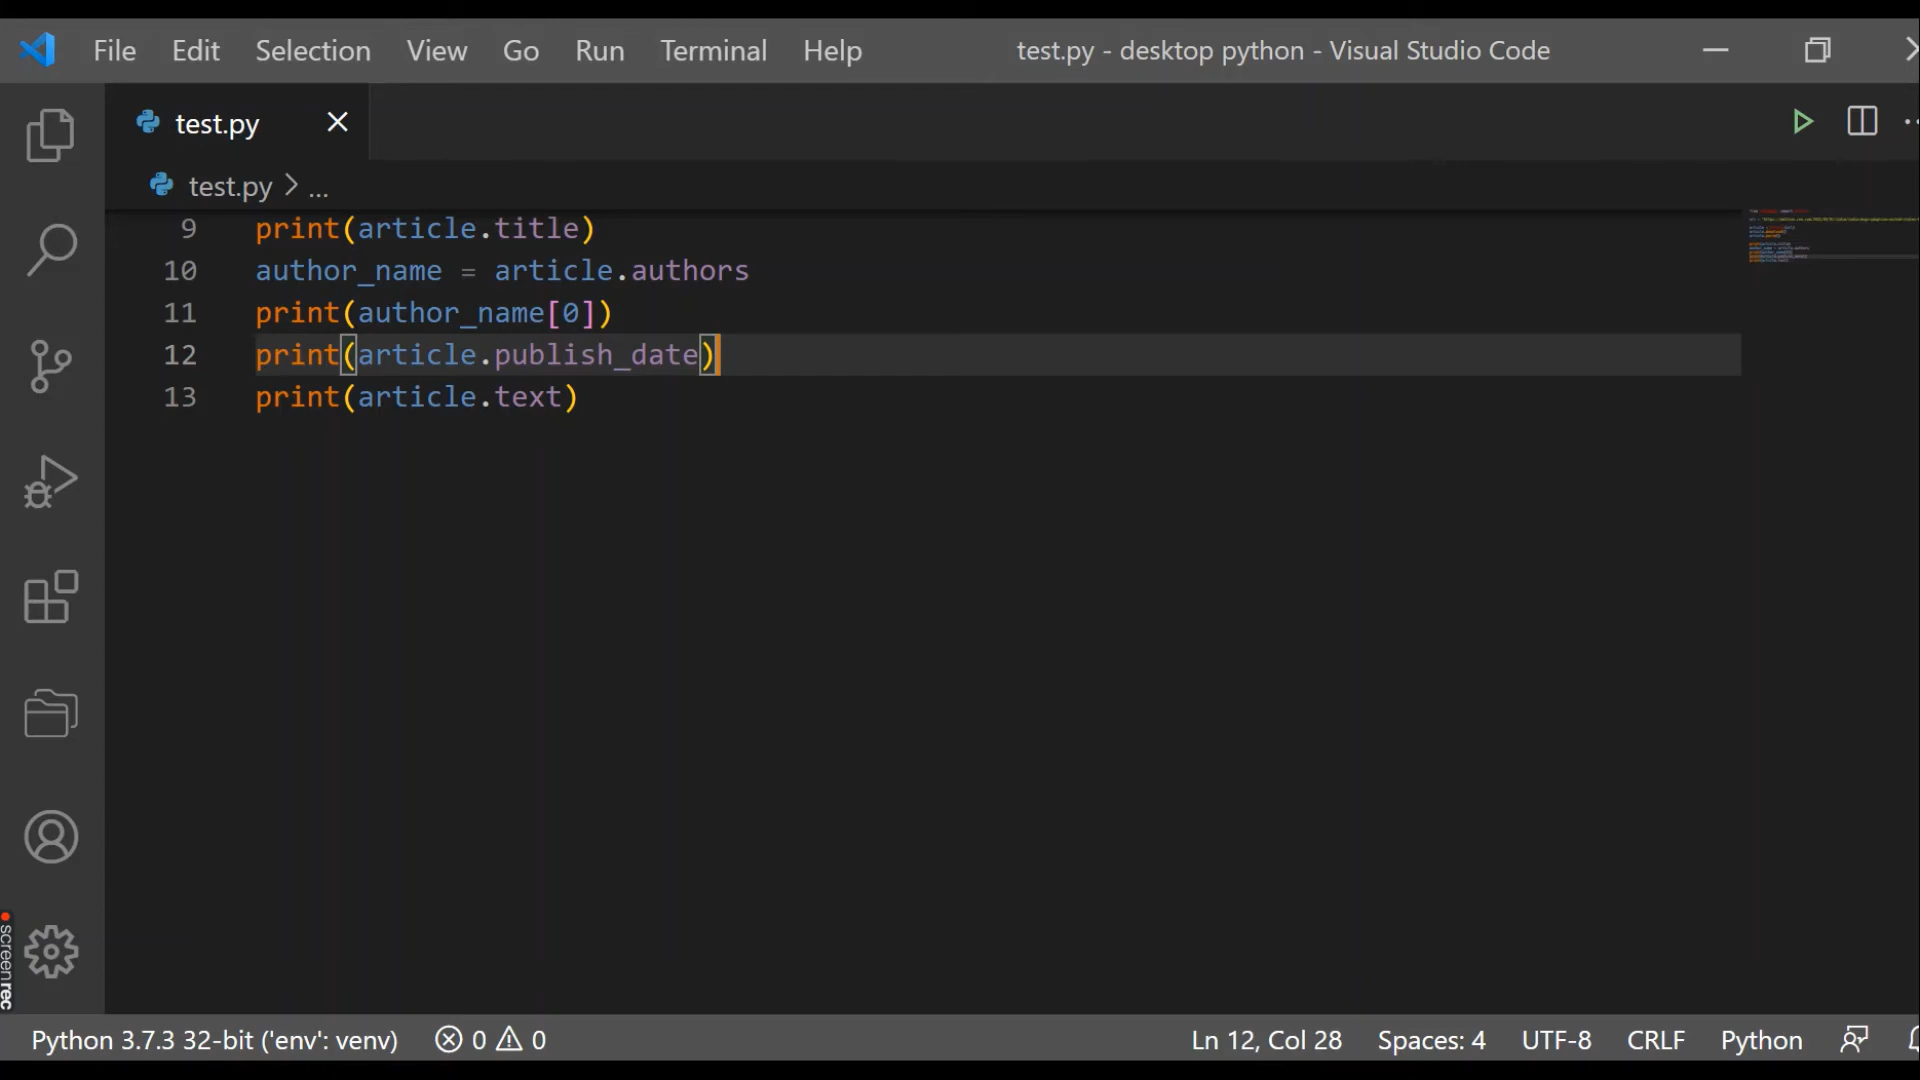 File Edit Selection View Go Run Terminal Help test.py - desktop python - Visual Studio Code
test.py
test.py > ...
9 print(article.title)
10 author_name = article.authors
11 print(author_name[0])
12 print(article.publish_date)
13 print(article.text)
screenrec
Python 3.7.3 32-bit ('env': venv) 0 0 Ln 12, Col 28 Spaces: 4 UTF-8 CRLF Python